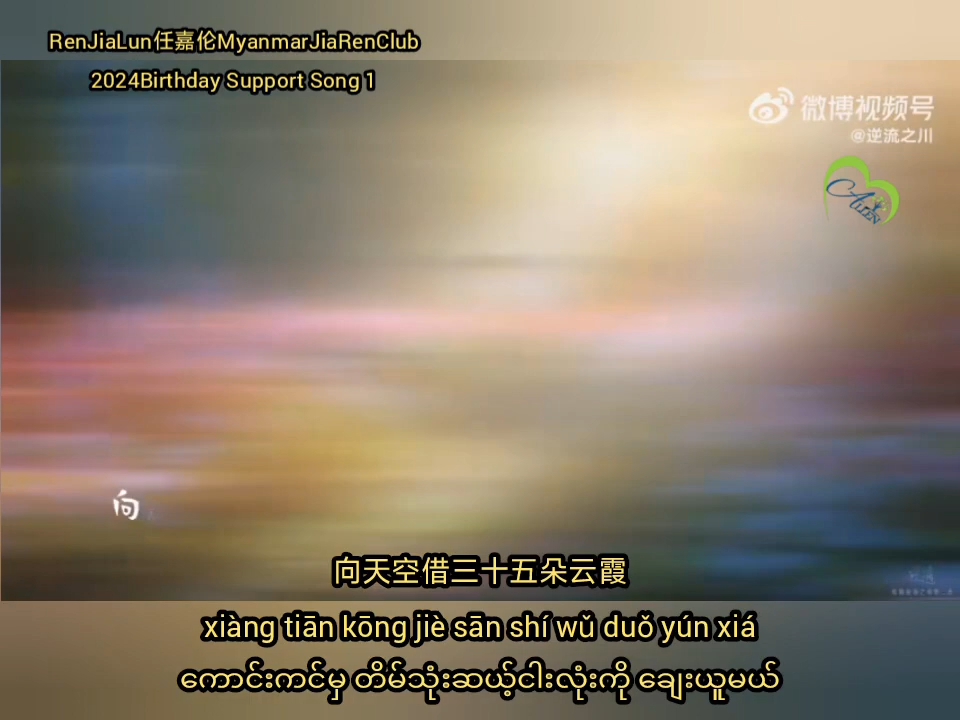 RenJiaLun任嘉伦MyanmarJiaRenClub
2024Birthday Support Song 1
微博视频号
@逆流之川
ALLEN
向
向天空借三十五朵云霞
xiàng tiān kōng jiè sān shí wǔ duǒ yún xiá
ကောင်းကင်မှ တိမ်သုံးဆယ့်ငါးလုံးကို ချေးယူမယ်